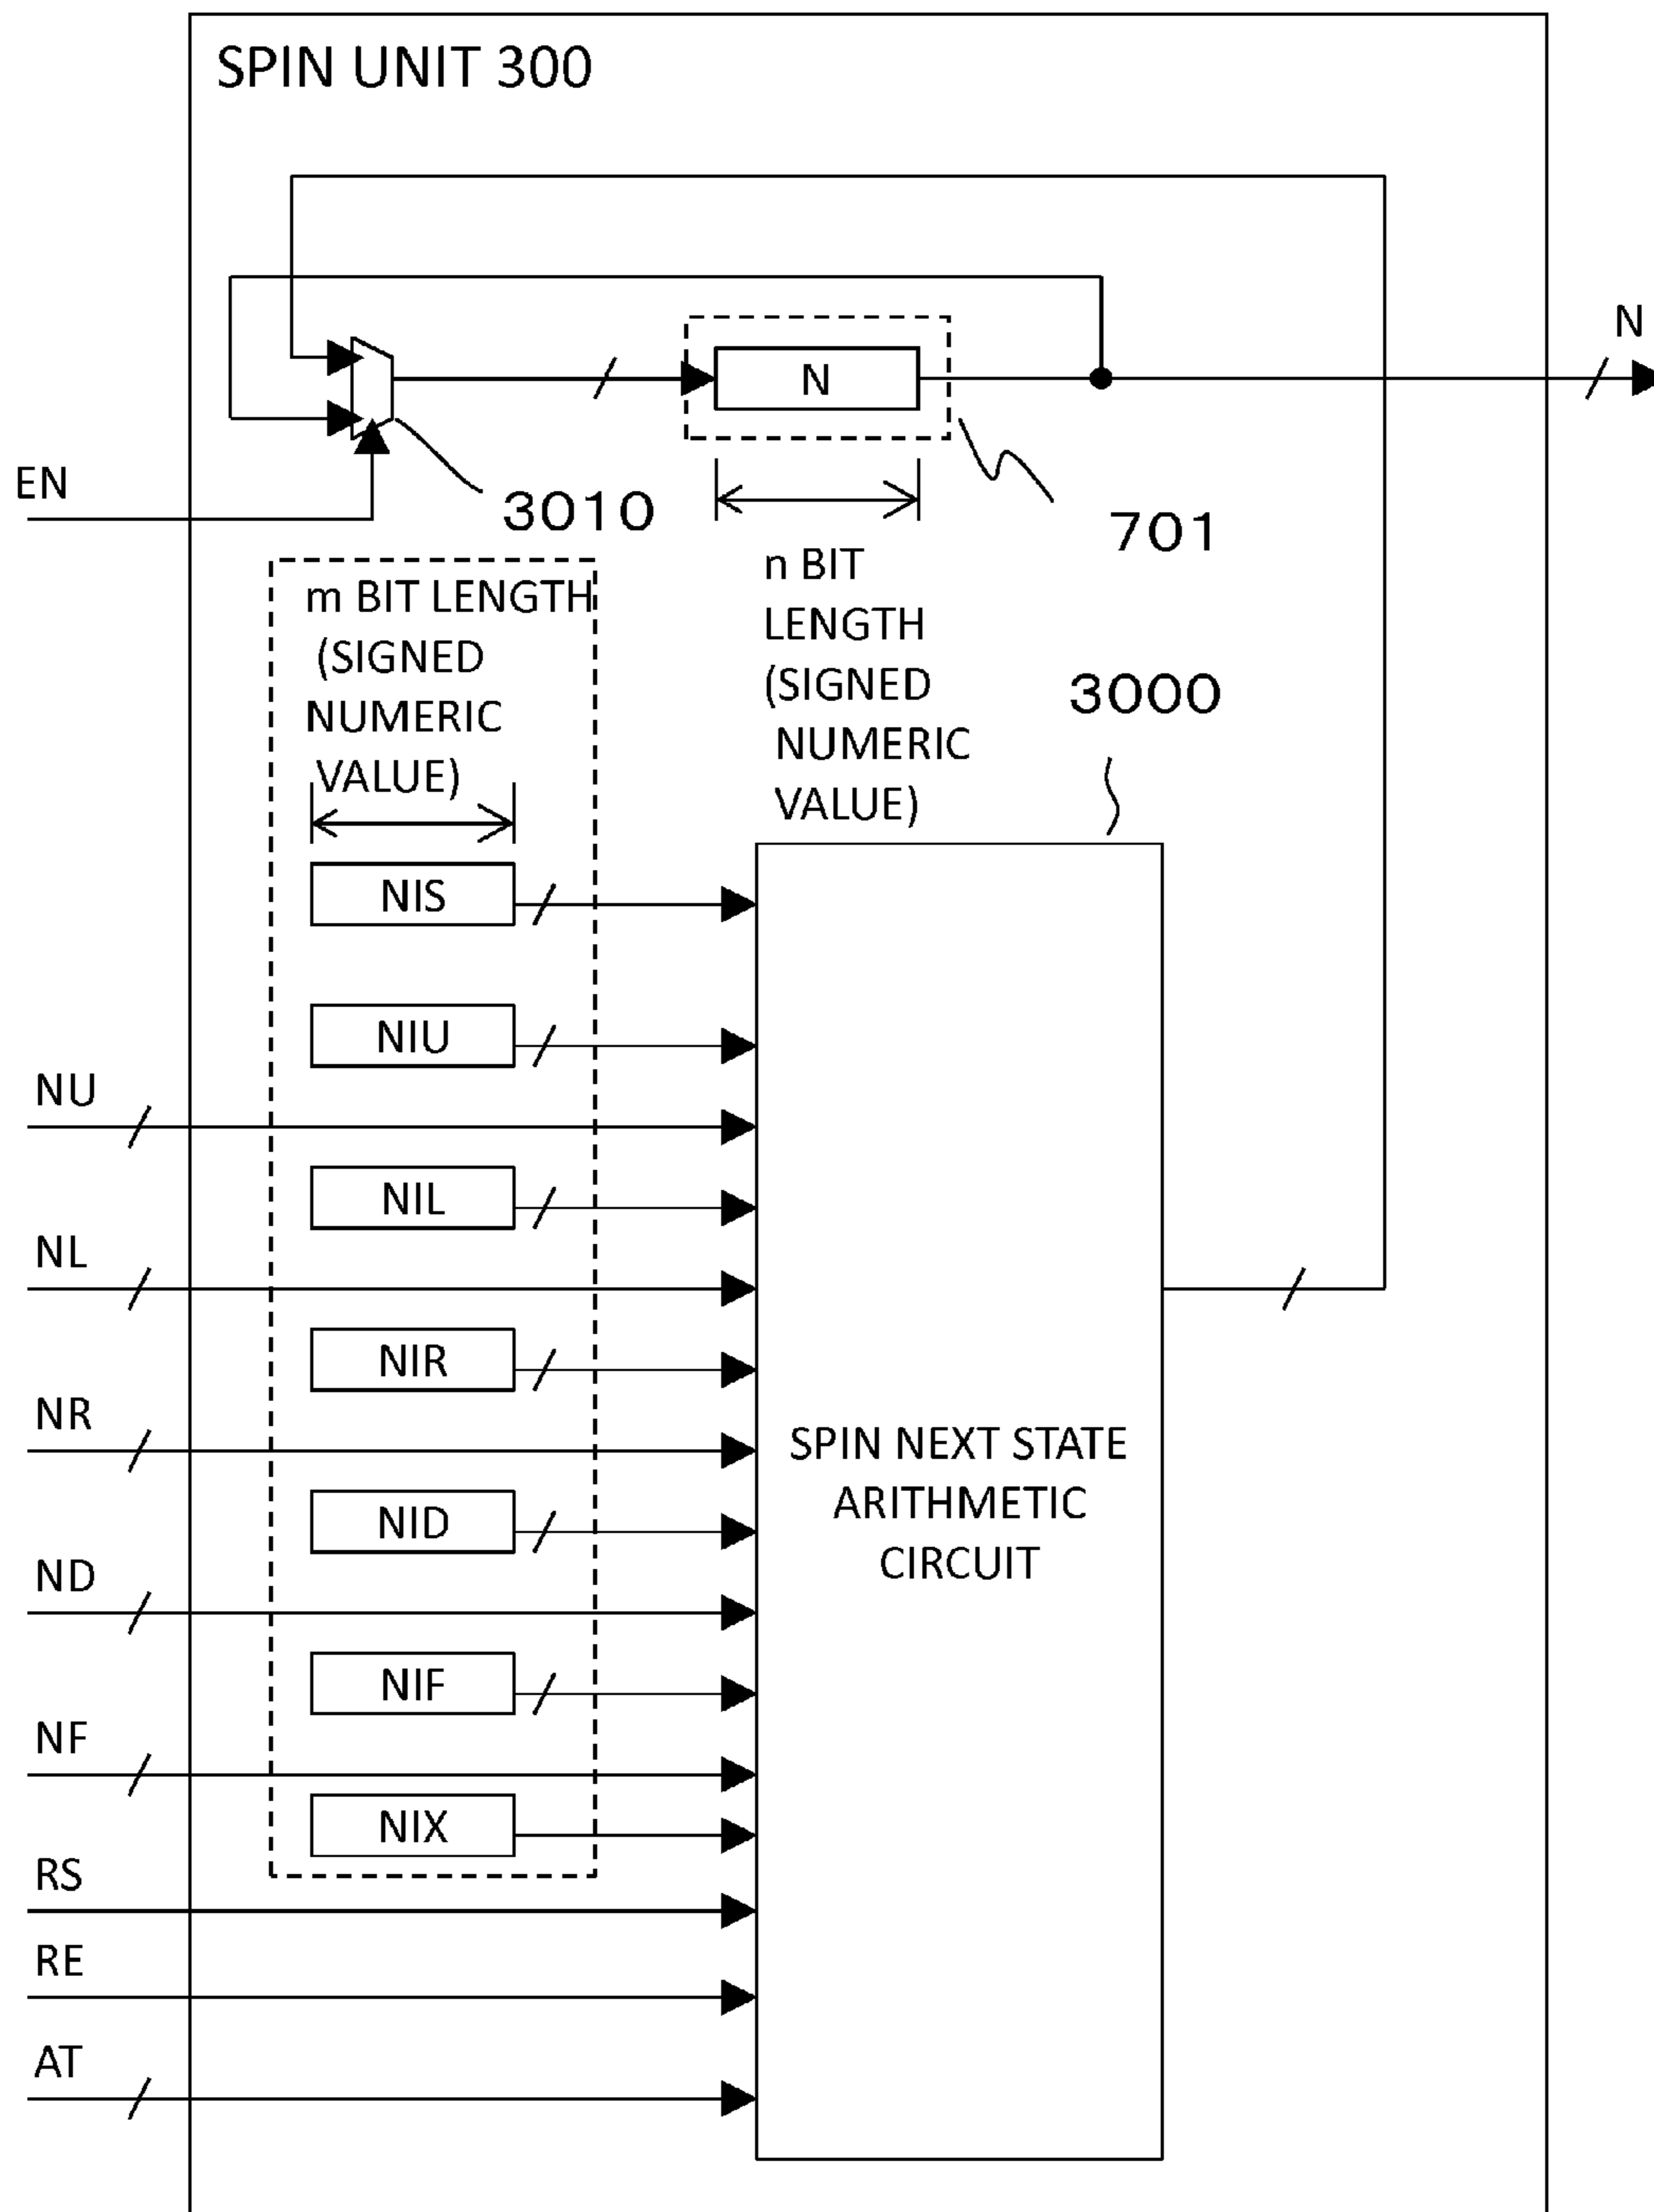 SPIN UNIT 300
N
N
EN
3010
701
m BIT LENGTH
(SIGNED
NUMERIC
VALUE)
n BIT
LENGTH
(SIGNED
NUMERIC
VALUE)
3000
NIS
NIU
NU
NIL
NL
NIR
NR
SPIN NEXT STATE
ARITHMETIC
CIRCUIT
NID
ND
NIF
NF
NIX
RS
RE
AT